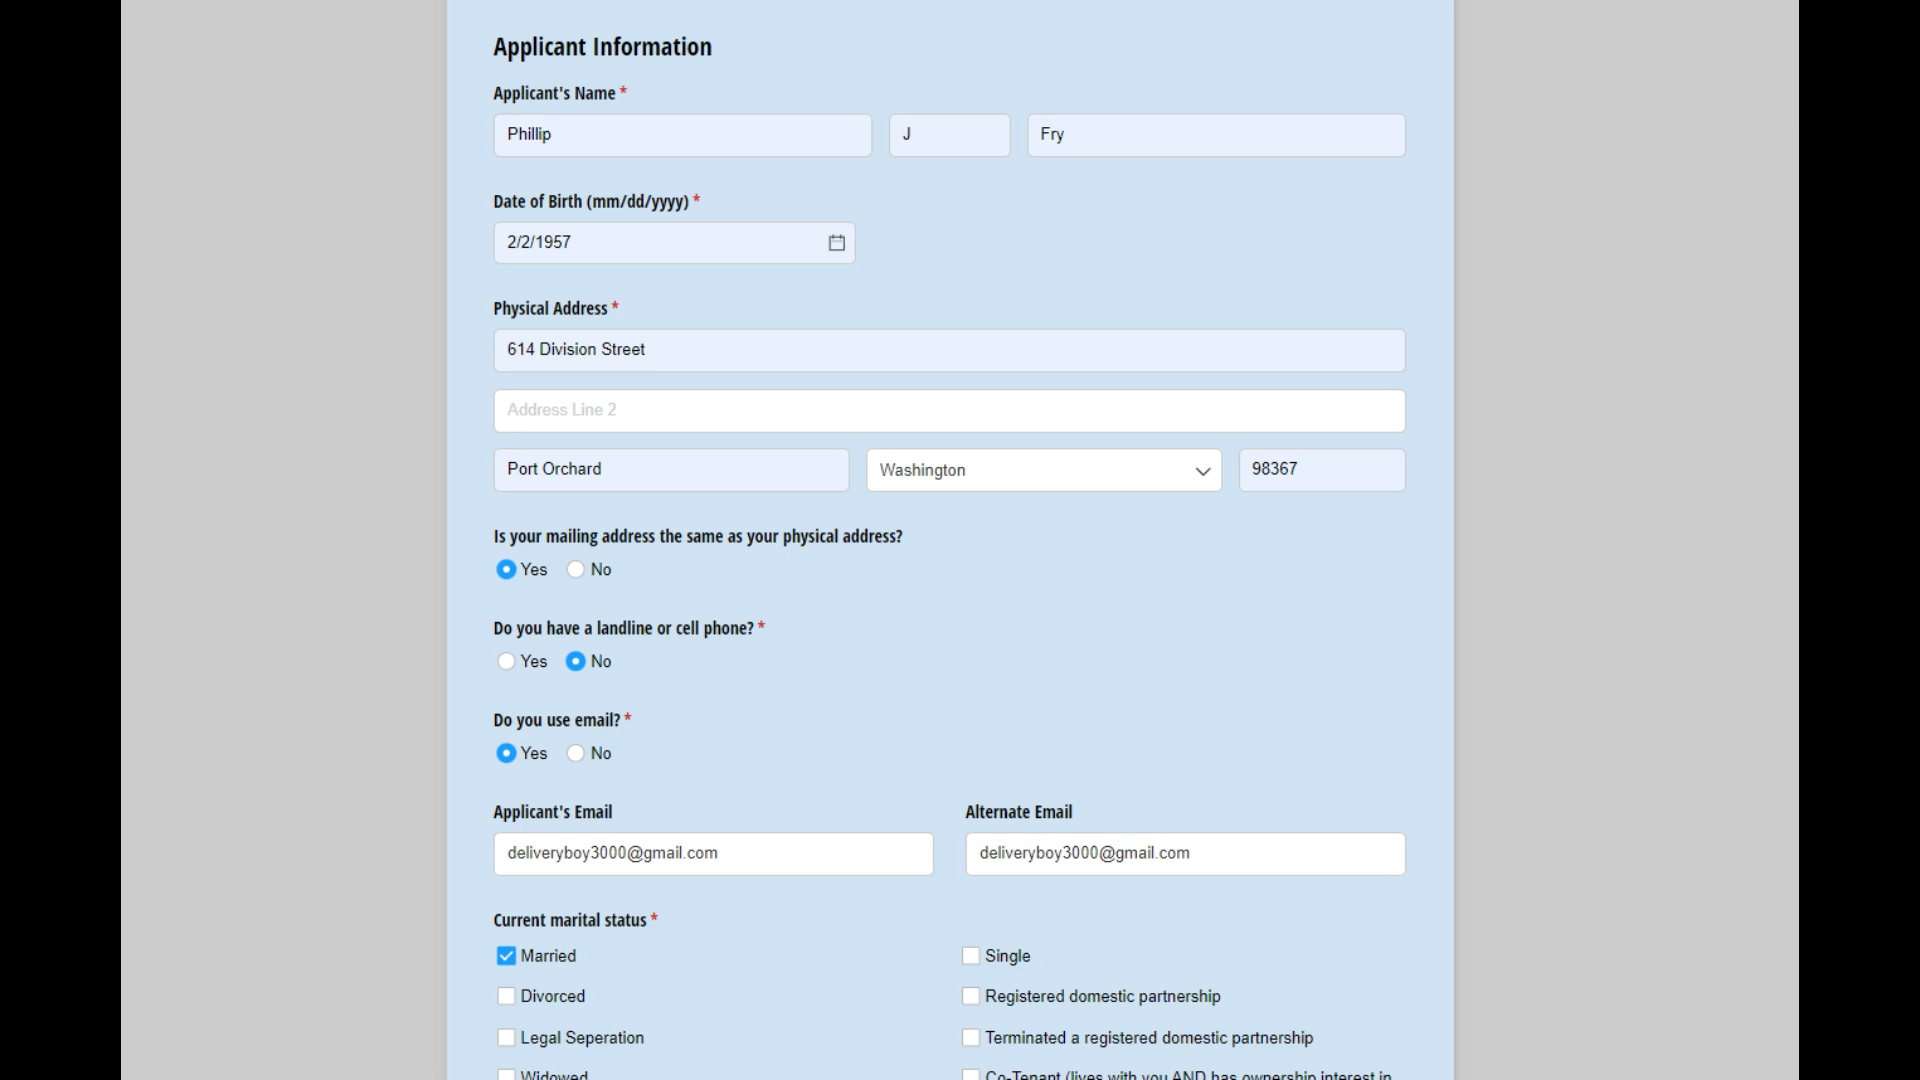 Applicant Information
Applicant's Name *
Phillip J Fry
Date of Birth (mm/dd/yyyy) *
2/2/1957
Physical Address *
614 Division Street
Address Line 2
Port Orchard Washington 98367
Is your mailing address the same as your physical address?
Yes No
Do you have a landline or cell phone? *
Yes No
Do you use email? *
Yes No
Applicant's Email Alternate Email
deliveryboy3000@gmail.com deliveryboy3000@gmail.com
Current marital status *
Married Single
Divorced Registered domestic partnership
Legal Seperation Terminated a registered domestic partnership
Widowed Co-Tenant (lives with you AND has ownership interest in